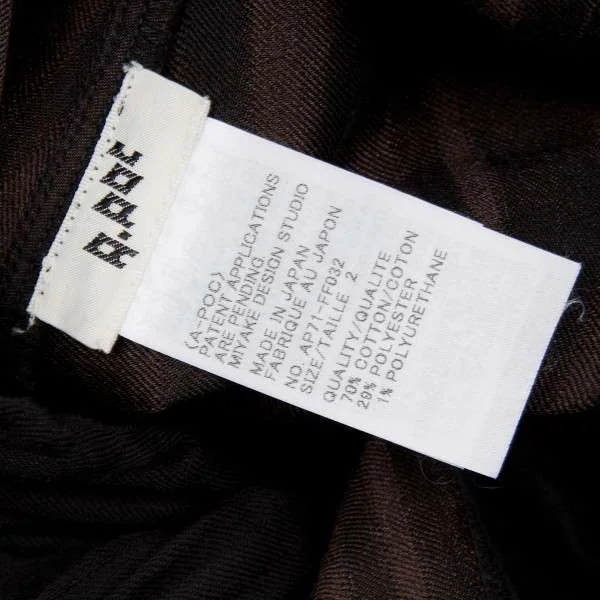 A.POC
(A-POC)
PATENT APPLICATIONS
ARE PENDING
MIYAKE DESIGN STUDIO
MADE IN JAPAN
FABRIQUE AU JAPON
NO. AP71-FF032
SIZE/TAILLE 2
QUALITY/QUALITE
70% COTTON/COTON
29% POLYESTER
1% POLYURETHANE